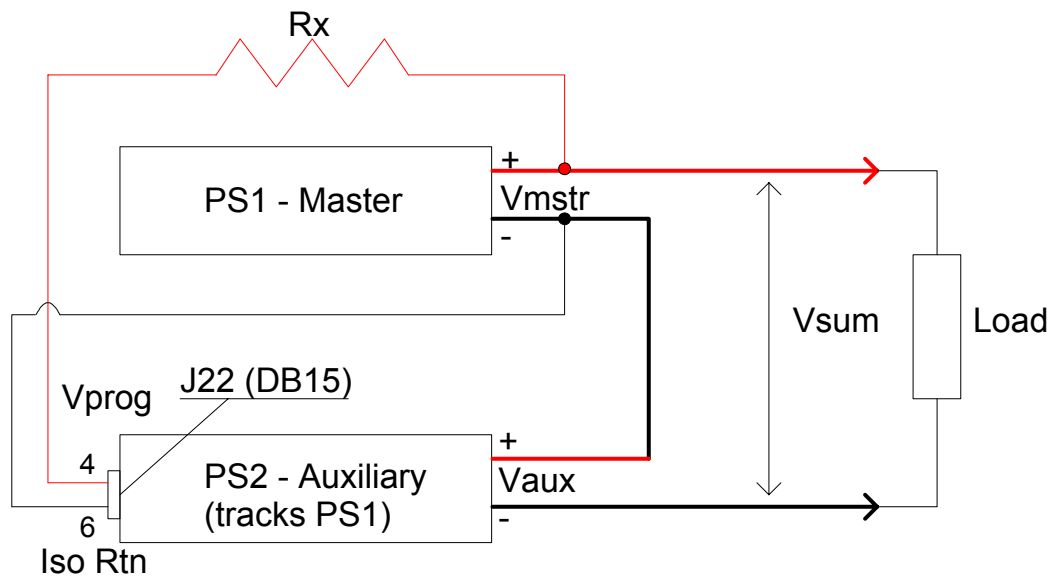 Rx
+
PS1 - Master
Vmstr
-
Vsum
Load
J22 (DB15)
Vprog
+
4
PS2 - Auxiliary
(tracks PS1)
Vaux
6
-
Iso Rtn